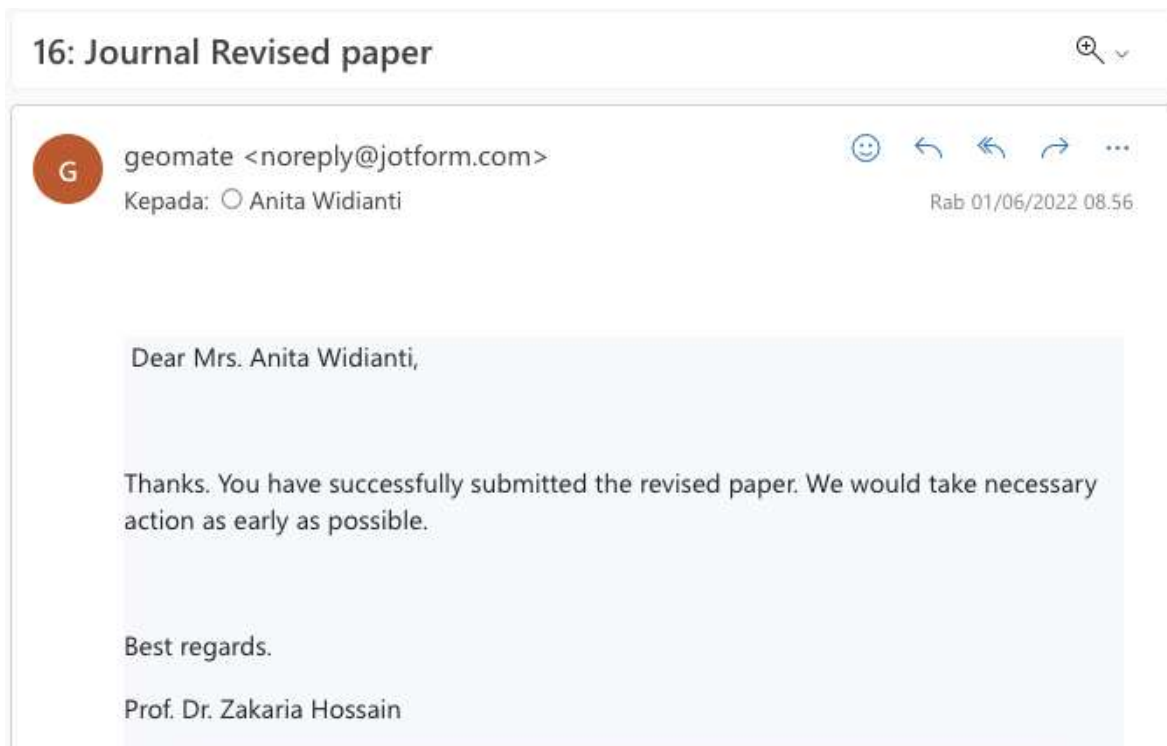 16: Journal Revised paper
G
geomate <noreply@jotform.com>
Kepada: Anita Widianti
Rab 01/06/2022 08.56
Dear Mrs. Anita Widianti,
Thanks. You have successfully submitted the revised paper. We would take necessary
action as early as possible.
Best regards.
Prof. Dr. Zakaria Hossain